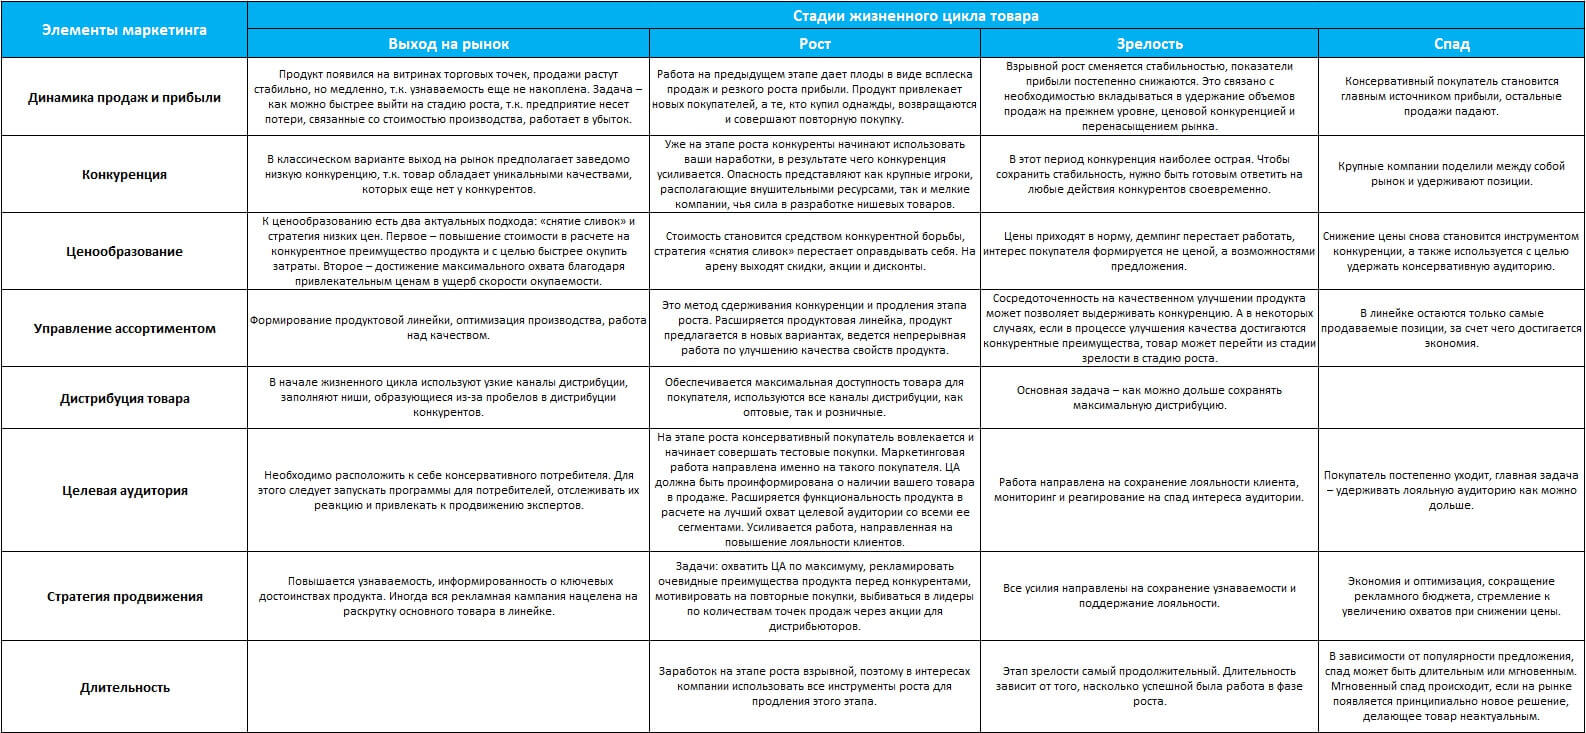 Элементы маркетинга
Стадии жизненного цикла товара
Выход на рынок
Рост
Зрелость
Спад
Динамика продаж и прибыли
Продукт появился на витринах торговых точек, продажи растут
стабильно, но медленно, т.к. узнаваемость еще не накоплена. Задача –
как можно быстрее выйти на стадию роста, т.к. предприятие несет
потери, связанные со стоимостью производства, работает в убыток.
Работа на предыдущем этапе дает плоды в виде всплеска
продаж и резкого роста прибыли. Продукт привлекает
новых покупателей, а те, кто купил однажды, возвращаются
и совершают повторную покупку.
Взрывной рост сменяется стабильностью, показатели
прибыли постепенно снижаются. Это связано с
необходимостью вкладываться в удержание объемов
продаж на прежнем уровне, ценовой конкуренцией и
перенасыщением рынка.
Консервативный покупатель становится
главным источником прибыли, остальные
продажи падают.
Конкуренция
В классическом варианте выход на рынок предполагает заведомо
низкую конкуренцию, т.к. товар обладает уникальными качествами,
которых еще нет у конкурентов.
Уже на этапе роста конкуренты начинают использовать
ваши наработки, в результате чего конкуренция
усиливается. Опасность представляют как крупные игроки,
располагающие внушительными ресурсами, так и мелкие
компании, чья сила в разработке нишевых товаров.
В этот период конкуренция наиболее острая. Чтобы
сохранить стабильность, нужно быть готовым ответить на
любые действия конкурентов своевременно.
Крупные компании поделили между собой
рынок и удерживают позиции.
Ценообразование
К ценообразованию есть два актуальных подхода: «снятие сливок» и
стратегия низких цен. Первое – повышение стоимости в расчете на
конкурентное преимущество продукта и с целью быстрее окупить
затраты. Второе – достижение максимального охвата благодаря
привлекательным ценам в ущерб скорости окупаемости.
Стоимость становится средством конкурентной борьбы,
стратегия «снятия сливок» перестает оправдывать себя. На
арену выходят скидки, акции и дисконты.
Цены приходят в норму, демпинг перестает работать,
интерес покупателя формируется не ценой, а возможностями
предложения.
Снижение цены снова становится инструментом
конкуренции, а также используется с целью
удержать консервативную аудиторию.
Управление ассортиментом
Формирование продуктовой линейки, оптимизация производства, работа
над качеством.
Это метод сдерживания конкуренции и продления этапа
роста. Расширяется продуктовая линейка, продукт
предлагается в новых вариантах, ведется непрерывная
работа по улучшению качества свойств продукта.
Сосредоточенность на качественном улучшении продукта
может позволяет выдерживать конкуренцию. А в некоторых
случаях, если в процессе улучшения качества достигаются
конкурентные преимущества, товар может перейти из стадии
зрелости в стадию роста.
В линейке остаются только самые
продаваемые позиции, за счет чего достигается
экономия.
Дистрибуция товара
В начале жизненного цикла используют узкие каналы дистрибуции,
заполняют ниши, образующиеся из-за пробелов в дистрибуции
конкурентов.
Обеспечивается максимальная доступность товара для
покупателя, используются все каналы дистрибуции, как
оптовые, так и розничные.
Основная задача – как можно дольше сохранять
максимальную дистрибуцию.
Целевая аудитория
Необходимо расположить к себе консервативного потребителя. Для
этого следует запускать программы для потребителей, отслеживать их
реакцию и привлекать к продвижению экспертов.
На этапе роста консервативный покупатель вовлекается и
начинает совершать тестовые покупки. Маркетинговая
работа направлена именно на такого покупателя. ЦА
должна быть проинформирована о наличии вашего товара
в продаже. Расширяется функциональность продукта в
расчете на лучший охват целевой аудитории со всеми ее
сегментами. Усиливается работа, направленная на
повышение лояльности клиентов.
Работа направлена на сохранение лояльности клиента,
мониторинг и реагирование на спад интереса аудитории.
Покупатель постепенно уходит, главная задача
– удерживать лояльную аудиторию как можно
дольше.
Стратегия продвижения
Повышается узнаваемость, информированность о ключевых
достоинствах продукта. Иногда вся рекламная кампания нацелена на
раскрутку основного товара в линейке.
Задачи: охватить ЦА по максимуму, рекламировать
очевидные преимущества продукта перед конкурентами,
мотивировать на повторные покупки, выбиваться в лидеры
по количествам точек продаж через акции для
дистрибьюторов.
Все усилия направлены на сохранение узнаваемости и
поддержание лояльности.
Экономия и оптимизация, сокращение
рекламного бюджета, стремление к
увеличению охватов при снижении цены.
Длительность
Заработок на этапе роста взрывной, поэтому в интересах
компании использовать все инструменты роста для
продления этого этапа.
Этап зрелости самый продолжительный. Длительность
зависит от того, насколько успешной была работа в фазе
роста.
В зависимости от популярности предложения,
спад может быть длительным или мгновенным.
Мгновенный спад происходит, если на рынке
появляется принципиально новое решение,
делающее товар неактуальным.